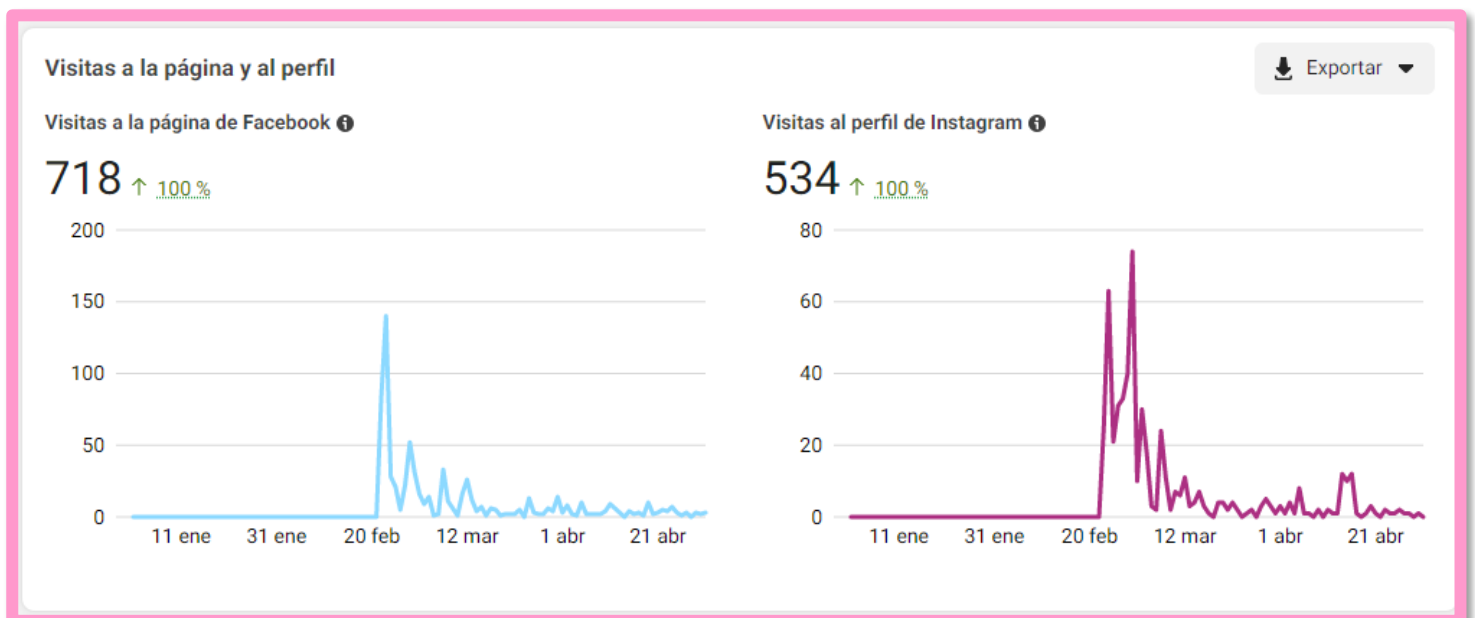 Visitas a la página y al perfil
Exportar
Visitas a la página de Facebook
718 ↑ 100 %
200
150
100
50
0
11 ene 31 ene 20 feb 12 mar 1 abr 21 abr
Visitas al perfil de Instagram
534 ↑ 100 %
80
60
40
20
0
11 ene 31 ene 20 feb 12 mar 1 abr 21 abr